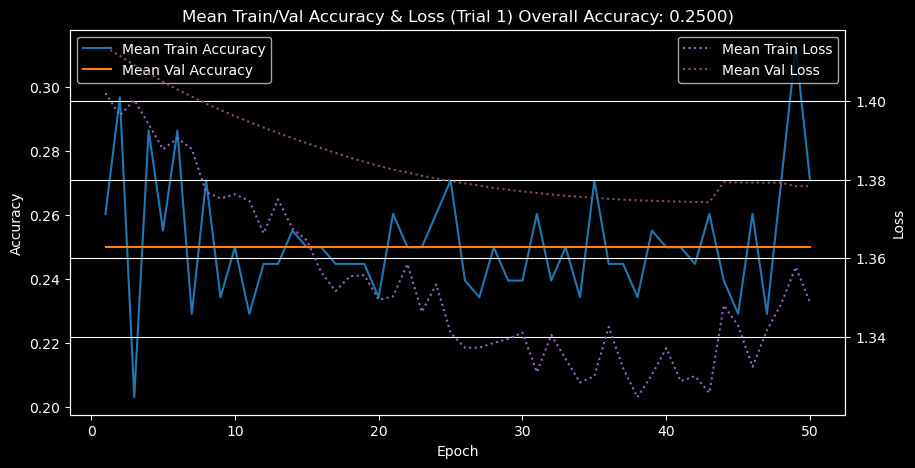 Mean Train/Val Accuracy & Loss (Trial 1) Overall Accuracy: 0.2500)
Mean Train Accuracy
Mean Val Accuracy
Mean Train Loss
Mean Val Loss
Accuracy
0.30
0.28
0.26
0.24
0.22
0.20
1.40
1.38
1.36
1.34
Loss
0
10
20
30
40
50
Epoch